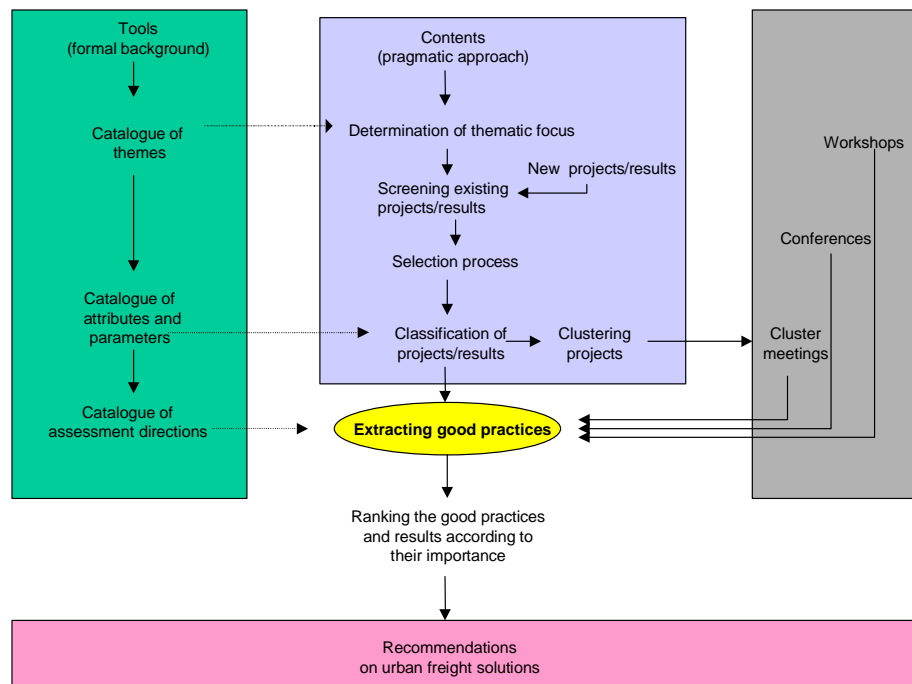 Tools
(formal background)
Catalogue of
themes
Catalogue of
attributes and
parameters
Catalogue of
assessment directions
Contents
(pragmatic approach)
Determination of thematic focus
New projects/results
Screening existing
projects/results
Selection process
Classification of
projects/results
Clustering
projects
Workshops
Conferences
Cluster
meetings
Extracting good practices
Ranking the good practices
and results according to
their importance
Recommendations
on urban freight solutions